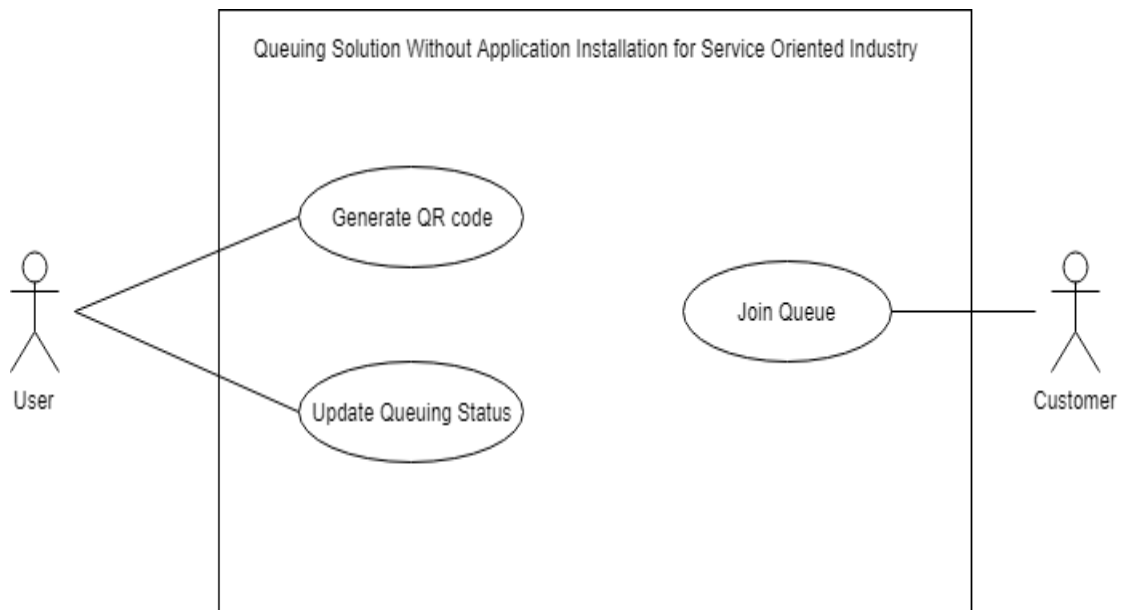 Queuing Solution Without Application Installation for Service Oriented Industry
Generate QR code
Join Queue
User
Update Queuing Status
Customer